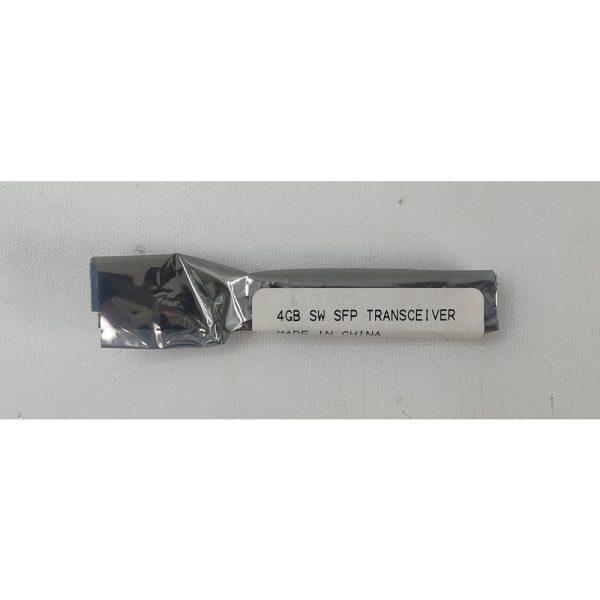 4GB SW SFP TRANSCEIVER
MADE IN CHINA